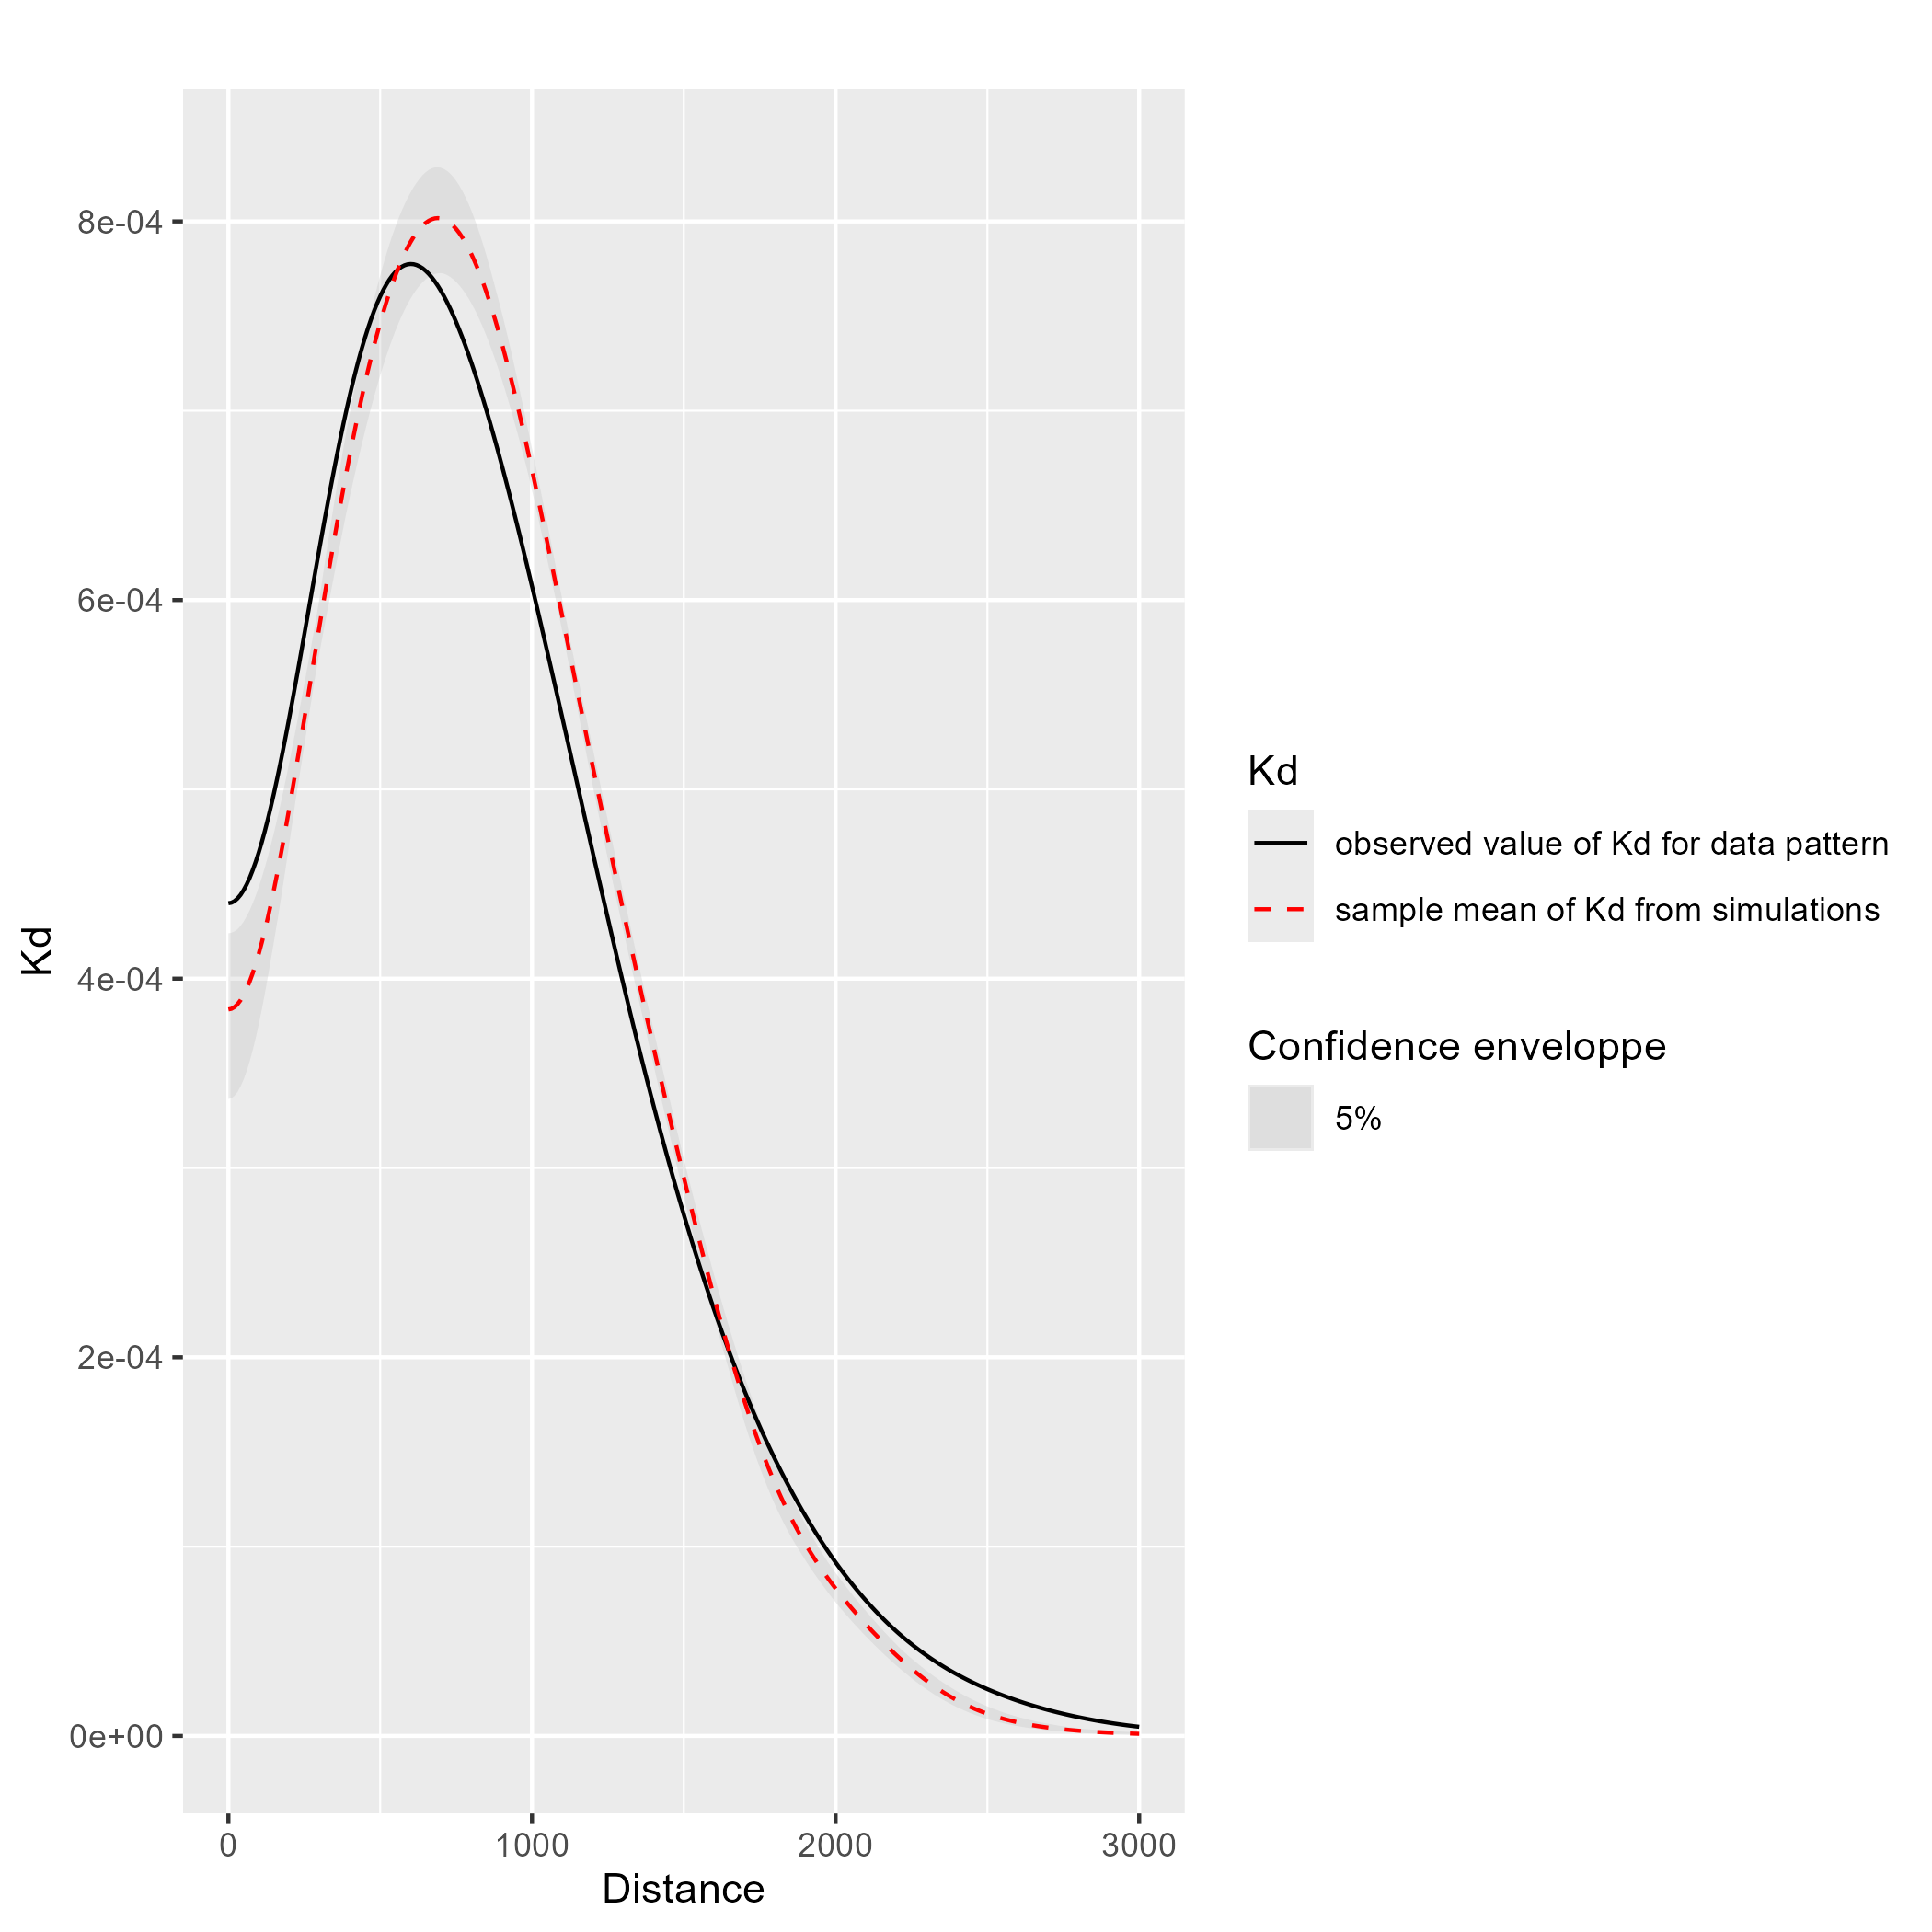 8e-04
6e-04
4e-04
2e-04
0e+00
Kd
0
1000
2000
3000
Distance
Kd
observed value of Kd for data pattern
sample mean of Kd from simulations
Confidence enveloppe
5%